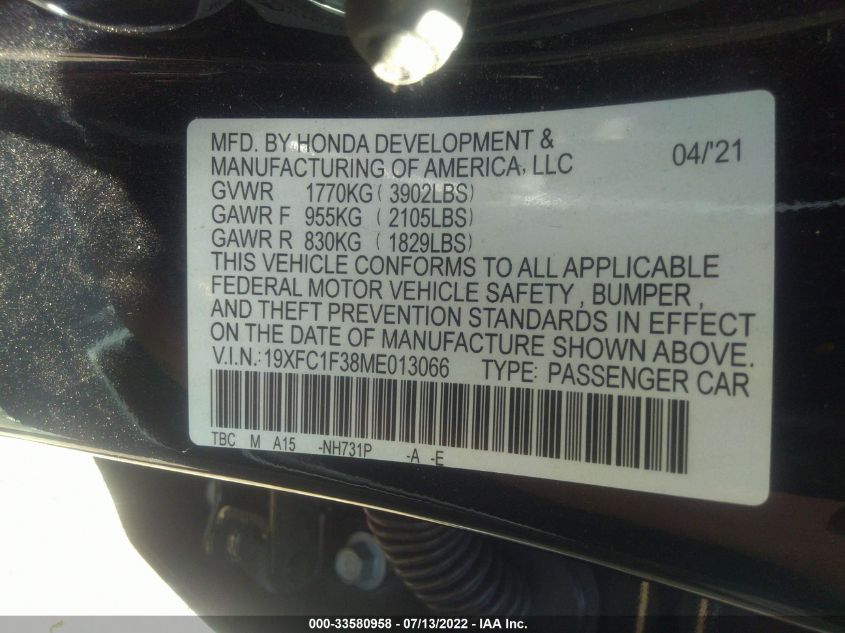 MFD. BY HONDA DEVELOPMENT &
MANUFACTURING OF AMERICA, LLC 04/'21
GVWR 1770KG ( 3902LBS)
GAWR F 955KG ( 2105LBS)
GAWR R 830KG ( 1829LBS)
THIS VEHICLE CONFORMS TO ALL APPLICABLE
FEDERAL MOTOR VEHICLE SAFETY , BUMPER ,
AND THEFT PREVENTION STANDARDS IN EFFECT
ON THE DATE OF MANUFACTURE SHOWN ABOVE.
V.I.N.: 19XFC1F38ME013066 TYPE: PASSENGER CAR
TBC M A15 -NH731P -A -E
000-33580958 - 07/13/2022 - IAA Inc.